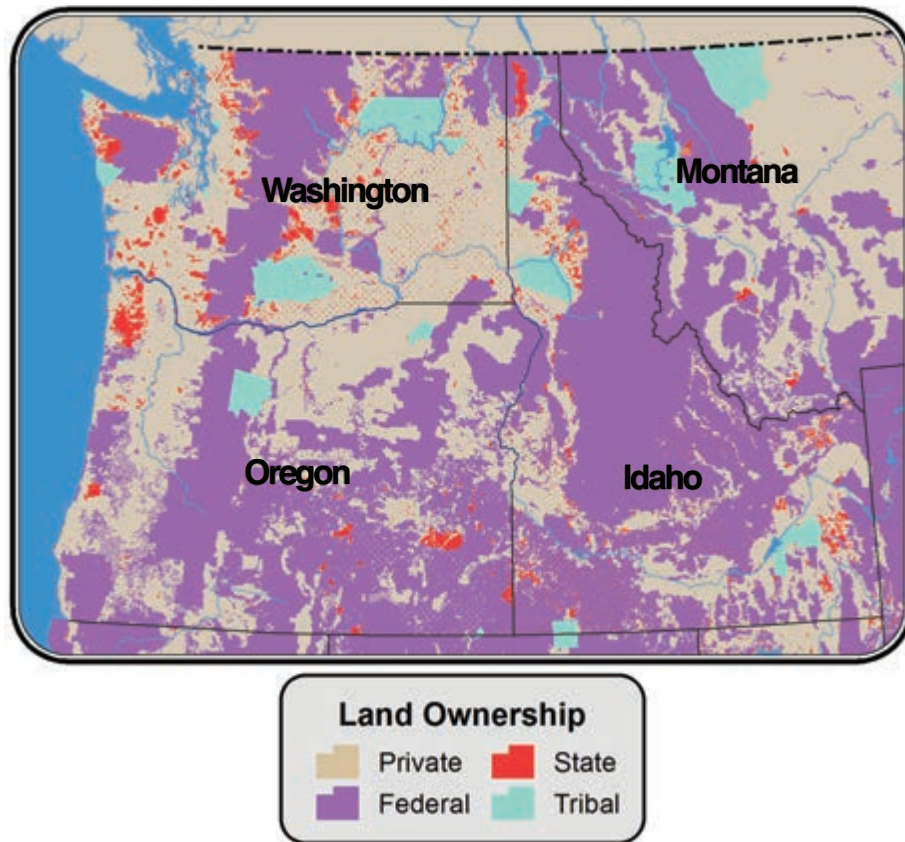 Washington
Montana
Oregon
Idaho
Land Ownership
Private
State
Federal
Tribal